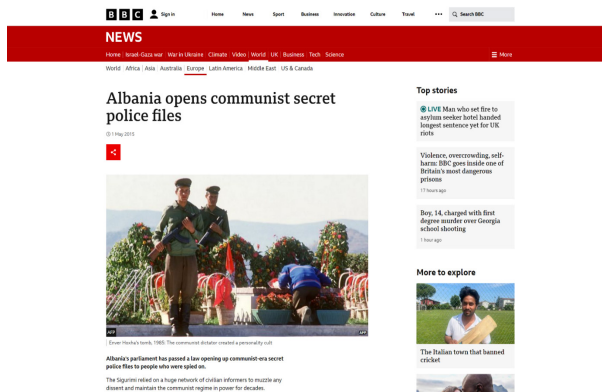 BBC
Sign in
Home
News
Sport
Business
Innovation
Culture
Travel
Search BBC
NEWS
Home | Israel-Gaza war | War in Ukraine | Climate | Video | World | UK | Business | Tech | Science
More
World | Africa | Asia | Australia | Europe | Latin America | Middle East | US & Canada
Albania opens communist secret
police files
1 May 2015
AFP
AFP
Enver Hoxha's tomb, 1985: The communist dictator created a personality cult
Albania's parliament has passed a law opening up communist-era secret
police files to people who were spied on.
The Sigurimi relied on a huge network of civilian informers to muzzle any
dissent and maintain the communist regime in power for decades.
Top stories
LIVE Man who set fire to
asylum seeker hotel handed
longest sentence yet for UK
riots
Violence, overcrowding, self-
harm: BBC goes inside one of
Britain's most dangerous
prisons
17 hours ago
Boy, 14, charged with first
degree murder over Georgia
school shooting
1 hour ago
More to explore
The Italian town that banned
cricket